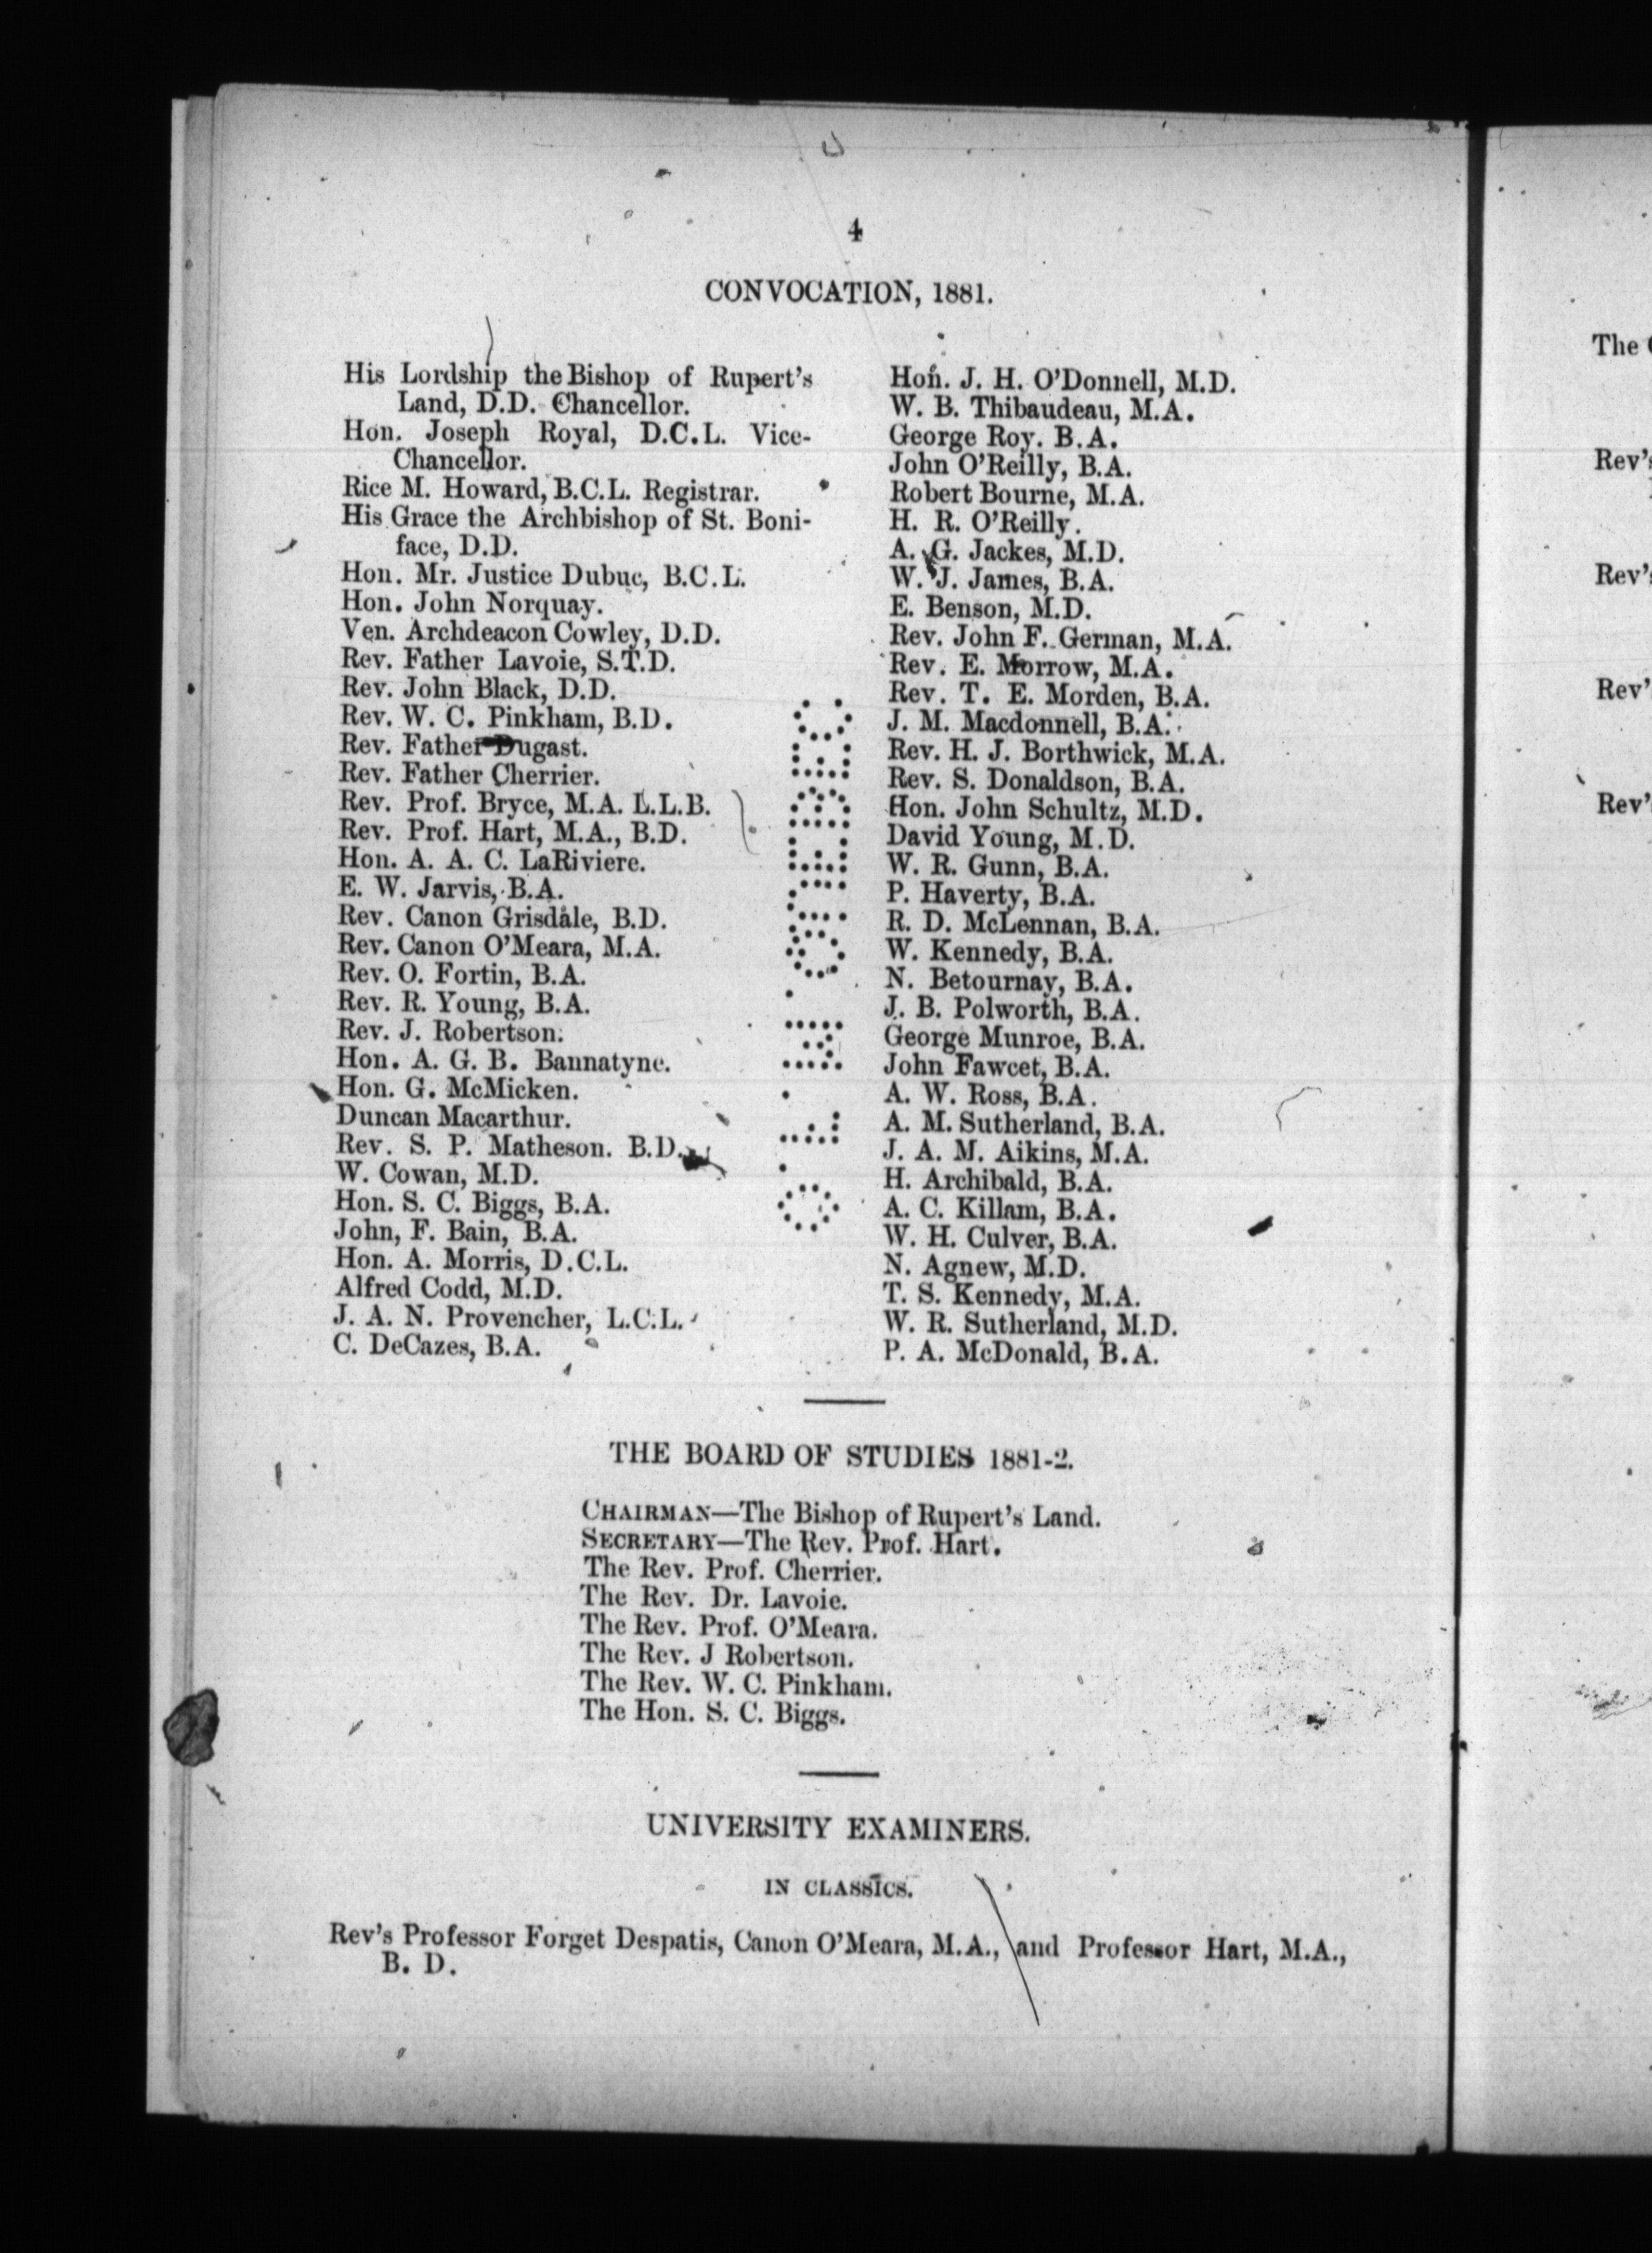 4
CONVOCATION, 1881.
His Lordship the Bishop of Rupert's
Land, D.D. Chancellor.
Hon. Joseph Royal, D.C.L. Vice-
Chancellor.
Rice M. Howard, B.C.L. Registrar.
His Grace the Archbishop of St. Boni-
face, D.D.
Hon. Mr. Justice Dubuc, B.C.L.
Hon. John Norquay.
Ven. Archdeacon Cowley, D.D.
Rev. Father Lavoie, S.T.D.
Rev. John Black, D.D.
Rev. W. C. Pinkham, B.D.
Rev. Father Dugast.
Rev. Father Cherrier.
Rev. Prof. Bryce, M.A. L.L.B.
Rev. Prof. Hart, M.A., B.D.
Hon. A. A. C. LaRiviere.
E. W. Jarvis, B.A.
Rev. Canon Grisdale, B.D.
Rev. Canon O'Meara, M.A.
Rev. O. Fortin, B.A.
Rev. R. Young, B.A.
Rev. J. Robertson.
Hon. A. G. B. Bannatyne.
Hon. G. McMicken.
Duncan Macarthur.
Rev. S. P. Matheson. B.D.
W. Cowan, M.D.
Hon. S. C. Biggs, B.A.
John, F. Bain, B.A.
Hon. A. Morris, D.C.L.
Alfred Codd, M.D.
J. A. N. Provencher, L.C.L.
C. DeCazes, B.A.
Hon. J. H. O'Donnell, M.D.
W. B. Thibaudeau, M.A.
George Roy. B.A.
John O'Reilly, B.A.
Robert Bourne, M.A.
H. R. O'Reilly.
A. G. Jackes, M.D.
W. J. James, B.A.
E. Benson, M.D.
Rev. John F. German, M.A.
Rev. E. Morrow, M.A.
Rev. T. E. Morden, B.A.
J. M. Macdonnell, B.A.
Rev. H. J. Borthwick, M.A.
Rev. S. Donaldson, B.A.
Hon. John Schultz, M.D.
David Young, M.D.
W. R. Gunn, B.A.
P. Haverty, B.A.
R. D. McLennan, B.A.
W. Kennedy, B.A.
N. Betournay, B.A.
J. B. Polworth, B.A.
George Munroe, B.A.
John Fawcet, B.A.
A. W. Ross, B.A.
A. M. Sutherland, B.A.
J. A. M. Aikins, M.A.
H. Archibald, B.A.
A. C. Killam, B.A.
W. H. Culver, B.A.
N. Agnew, M.D.
T. S. Kennedy, M.A.
W. R. Sutherland, M.D.
P. A. McDonald, B.A.
THE BOARD OF STUDIES 1881-2.
CHAIRMAN—The Bishop of Rupert's Land.
SECRETARY—The Rev. Prof. Hart.
The Rev. Prof. Cherrier.
The Rev. Dr. Lavoie.
The Rev. Prof. O'Meara.
The Rev. J Robertson.
The Rev. W. C. Pinkham.
The Hon. S. C. Biggs.
UNIVERSITY EXAMINERS.
IN CLASSICS.
Rev's Professor Forget Despatis, Canon O'Meara, M.A., and Professor Hart, M.A.,
B. D.
The
Rev's
Rev's
Rev'
Rev'